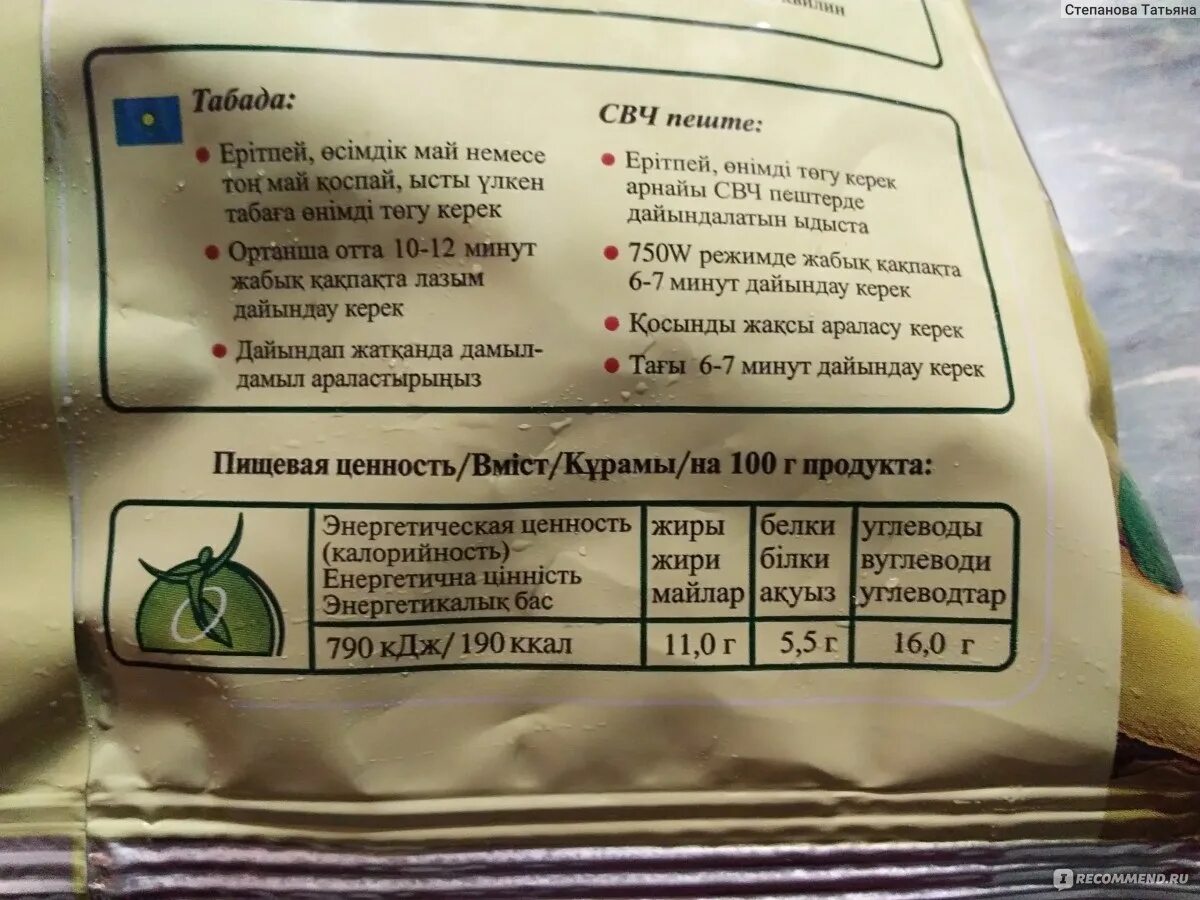 Степанова Татьяна
Табада:
Ерітпей, өсімдік май немесе
тоң май қоспай, ысты үлкен
табаға өнімді төгу керек
Ортанша отта 10-12 минут
жабық қақпақта лазым
дайындау керек
Дайындап жатқанда дамыл-
дамыл араластырыңыз
СВЧ пеште:
Ерітпей, өнімді төгу керек
арнайы СВЧ пештерде
дайындалатын ыдыста
750W режимде жабық қақпақта
6-7 минут дайындау керек
Қосынды жақсы араласу керек
Тағы 6-7 минут дайындау керек
Пищевая ценность/Вміст/Құрамы/на 100 г продукта:
Энергетическая ценность
(калорийность)
Енергетична цінність
Энергетикалық бас
790 кДж/ 190 ккал
жиры
жири
майлар
11,0 г
белки
білки
ақуыз
5,5 г
углеводы
вуглеводи
углеводтар
16,0 г
I RECOMMEND.RU